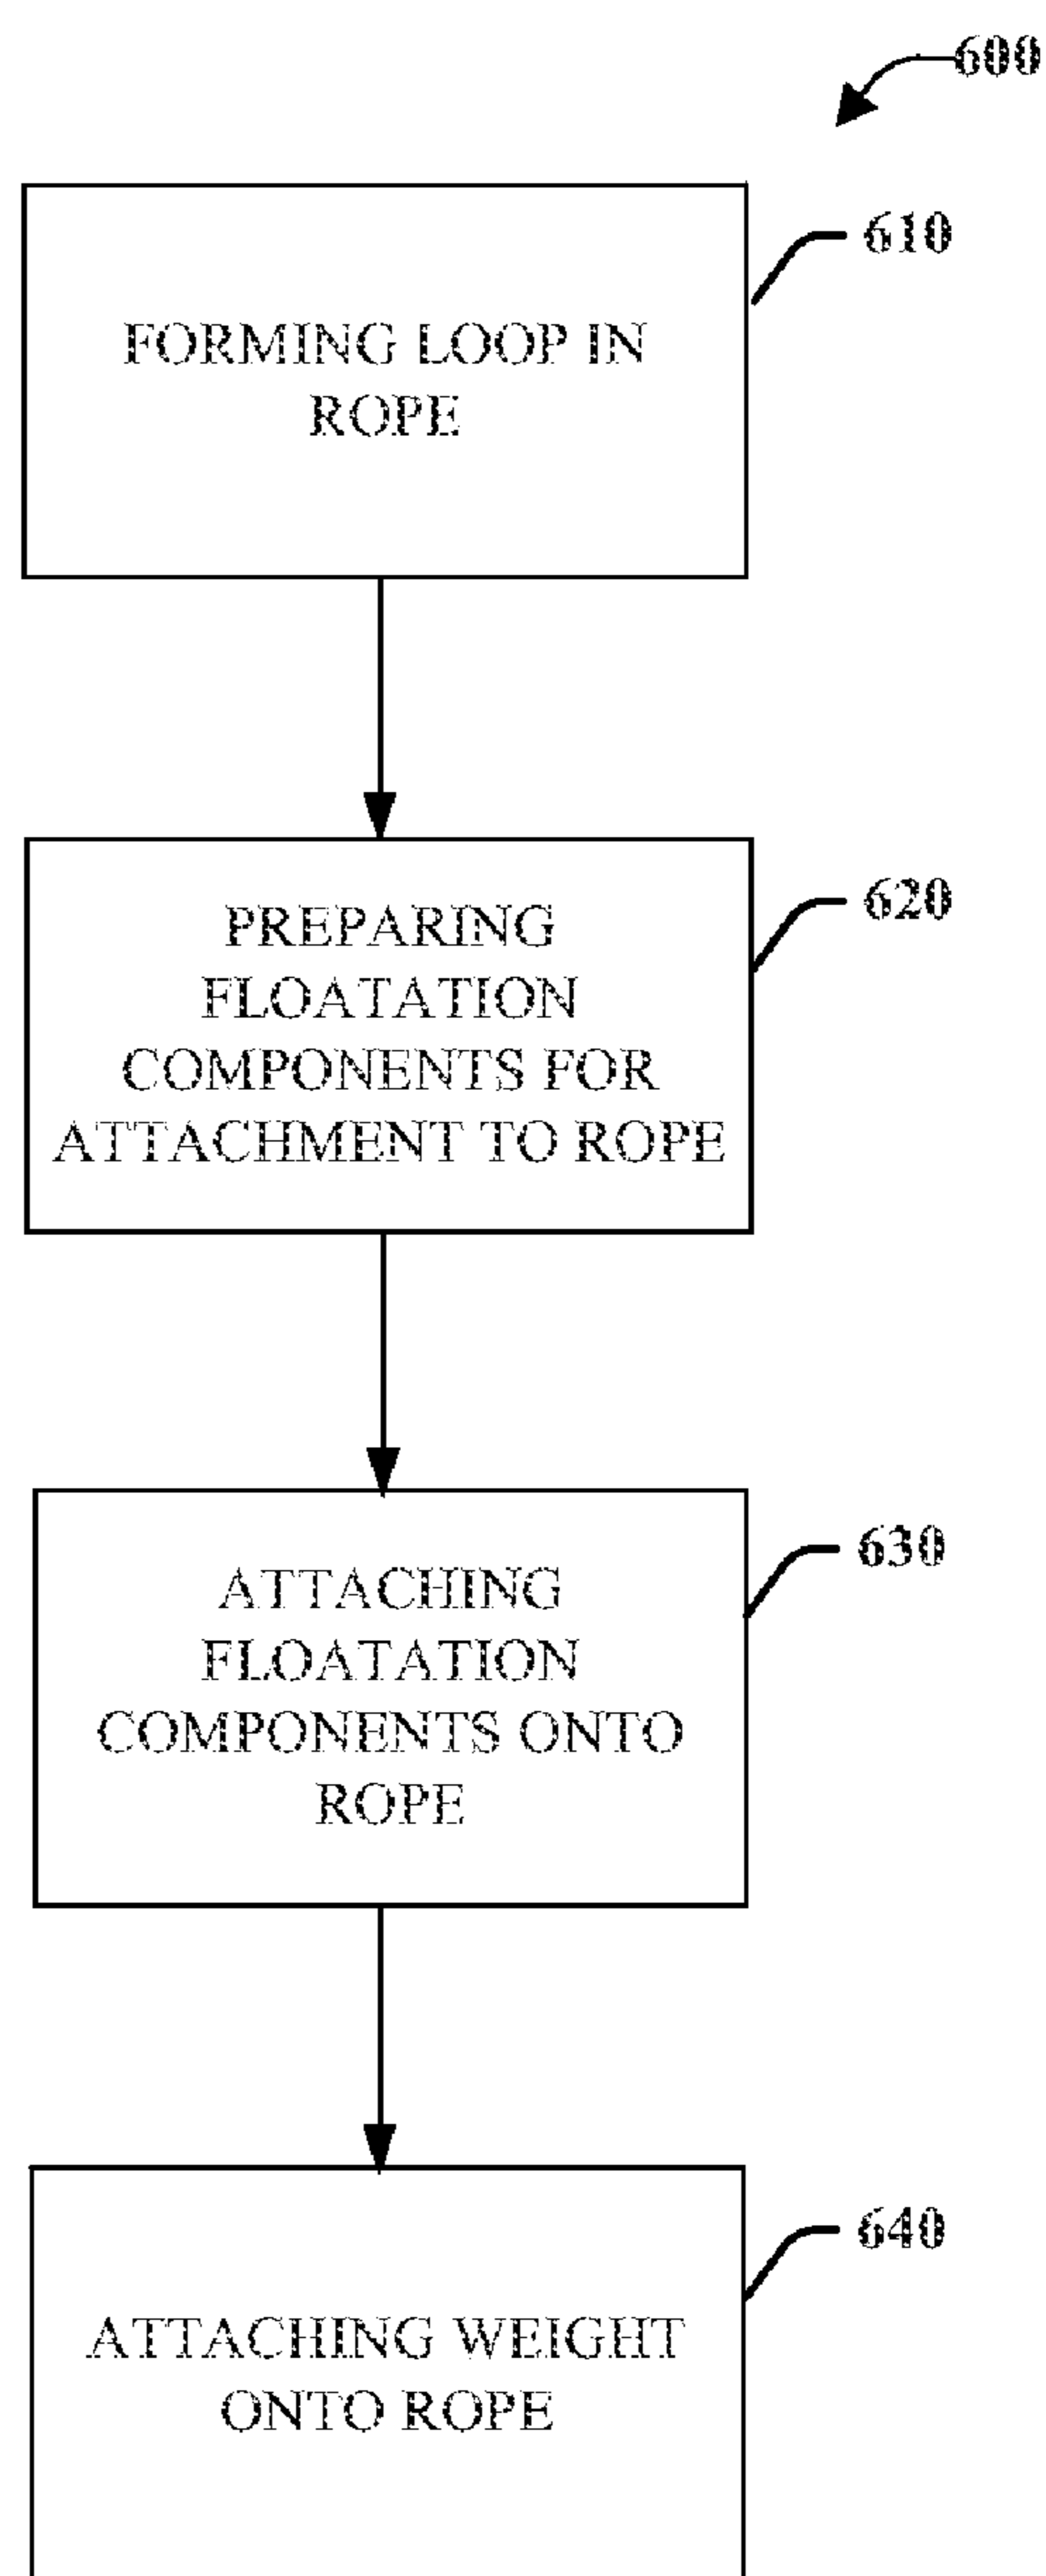 600
610
FORMING LOOP IN
ROPE
620
PREPARING
FLOATATION
COMPONENTS FOR
ATTACHMENT TO ROPE
630
ATTACHING
FLOATATION
COMPONENTS ONTO
ROPE
640
ATTACHING WEIGHT
ONTO ROPE